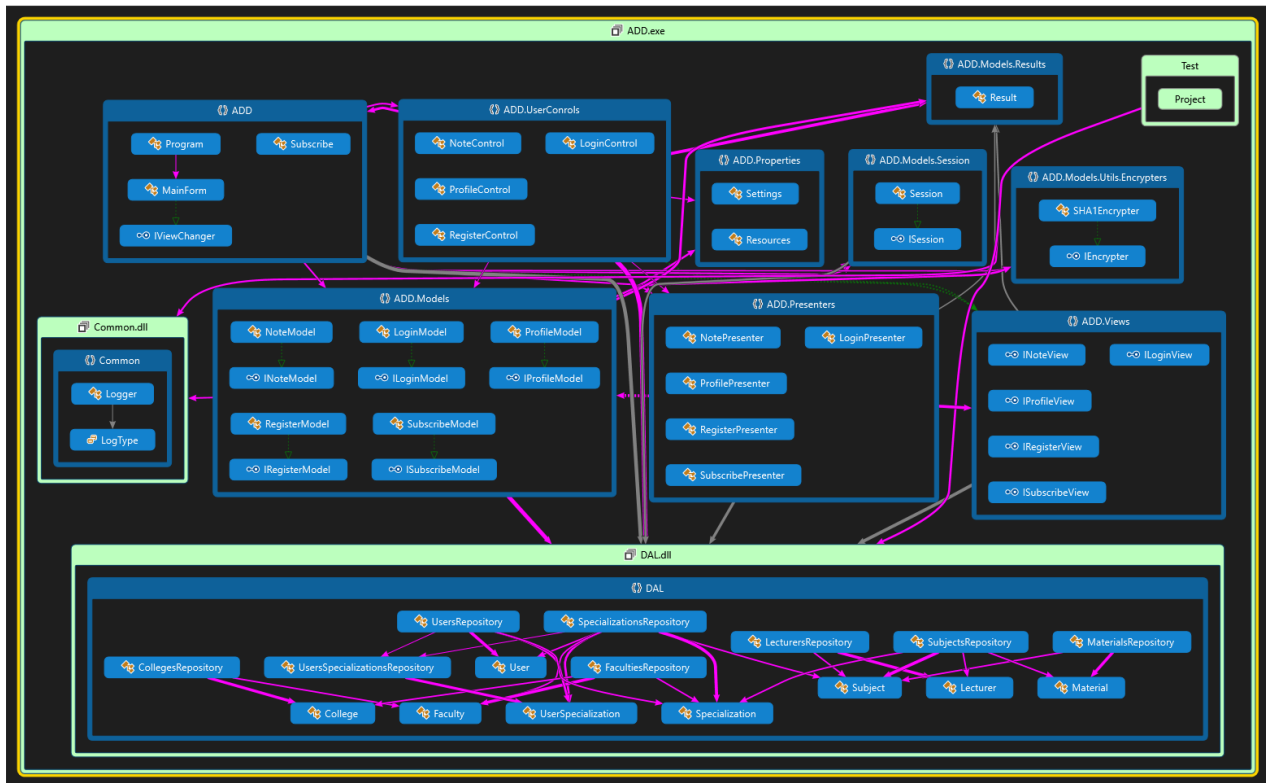 ADD.exe
ADD.Models.Results
Result
Test
Project
ADD
Program
Subscribe
MainForm
IViewChanger
ADD.UserConrols
NoteControl
LoginControl
ProfileControl
RegisterControl
ADD.Properties
Settings
Resources
ADD.Models.Session
Session
ISession
ADD.Models.Utils.Encrypters
SHA1Encrypter
IEncrypter
Common.dll
Common
Logger
LogType
ADD.Models
NoteModel
LoginModel
ProfileModel
INoteModel
ILoginModel
IProfileModel
RegisterModel
SubscribeModel
IRegisterModel
ISubscribeModel
ADD.Presenters
NotePresenter
LoginPresenter
ProfilePresenter
RegisterPresenter
SubscribePresenter
ADD.Views
INoteView
ILoginView
IProfileView
IRegisterView
ISubscribeView
DAL.dll
DAL
UsersRepository
SpecializationsRepository
LecturersRepository
SubjectsRepository
MaterialsRepository
CollegesRepository
UsersSpecializationsRepository
User
FacultiesRepository
Subject
Lecturer
Material
College
Faculty
UserSpecialization
Specialization